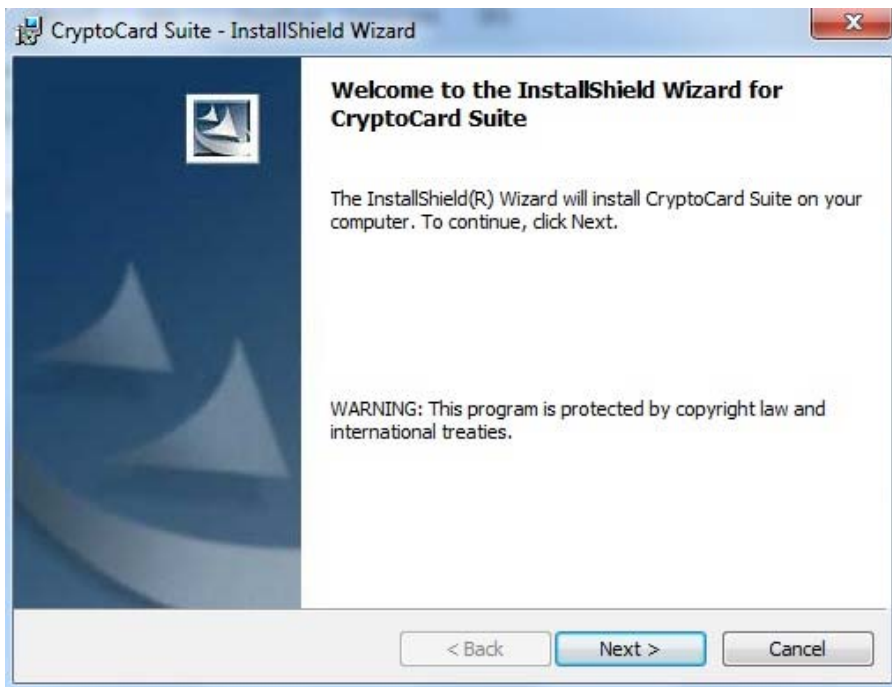 CryptoCard Suite - InstallShield Wizard
Welcome to the InstallShield Wizard for
CryptoCard Suite
The InstallShield(R) Wizard will install CryptoCard Suite on your
computer. To continue, click Next.
WARNING: This program is protected by copyright law and
international treaties.
< Back
Next >
Cancel